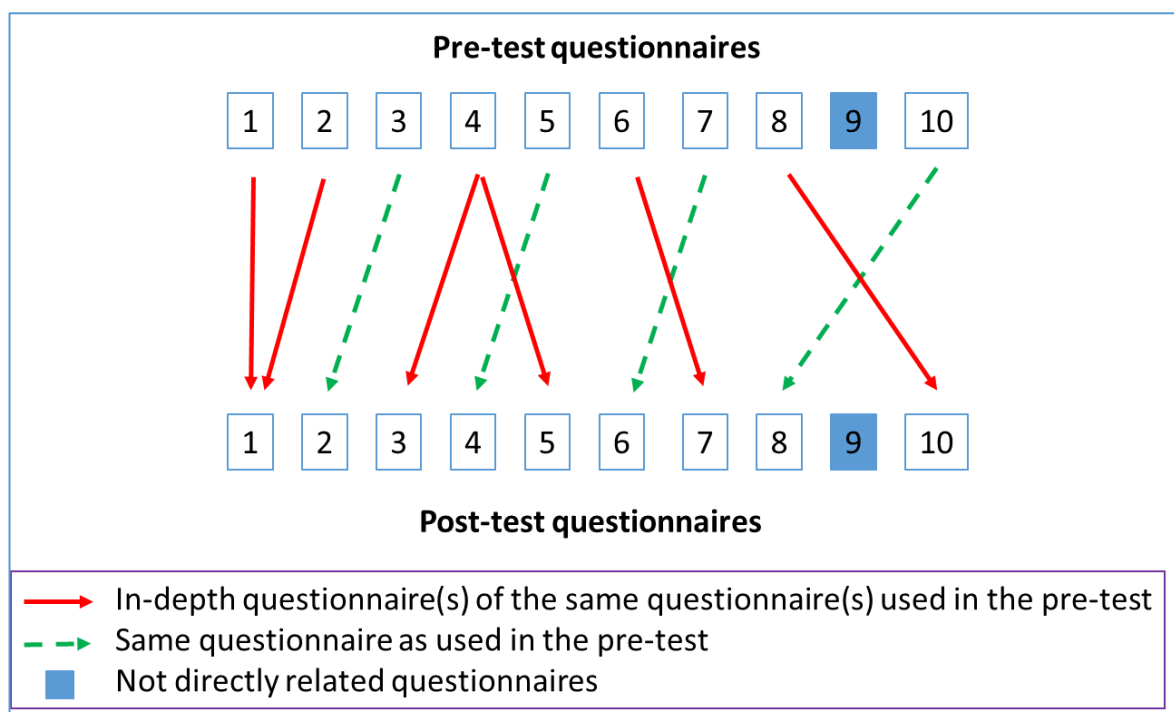 Pre-test questionnaires
1 2 3 4 5 6 7 8 9 10
1 2 3 4 5 6 7 8 9 10
Post-test questionnaires
In-depth questionnaire(s) of the same questionnaire(s) used in the pre-test
Same questionnaire as used in the pre-test
Not directly related questionnaires